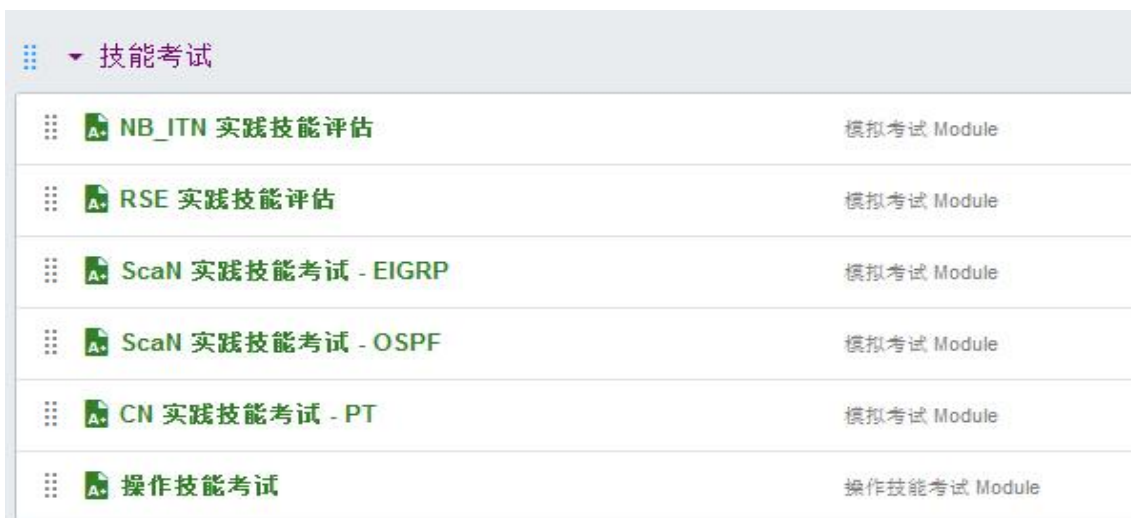 技能考试
NB_ITN 实践技能评估
模拟考试 Module
RSE 实践技能评估
模拟考试 Module
ScaN 实践技能考试 - EIGRP
模拟考试 Module
ScaN 实践技能考试 - OSPF
模拟考试 Module
CN 实践技能考试 - PT
模拟考试 Module
操作技能考试
操作技能考试 Module